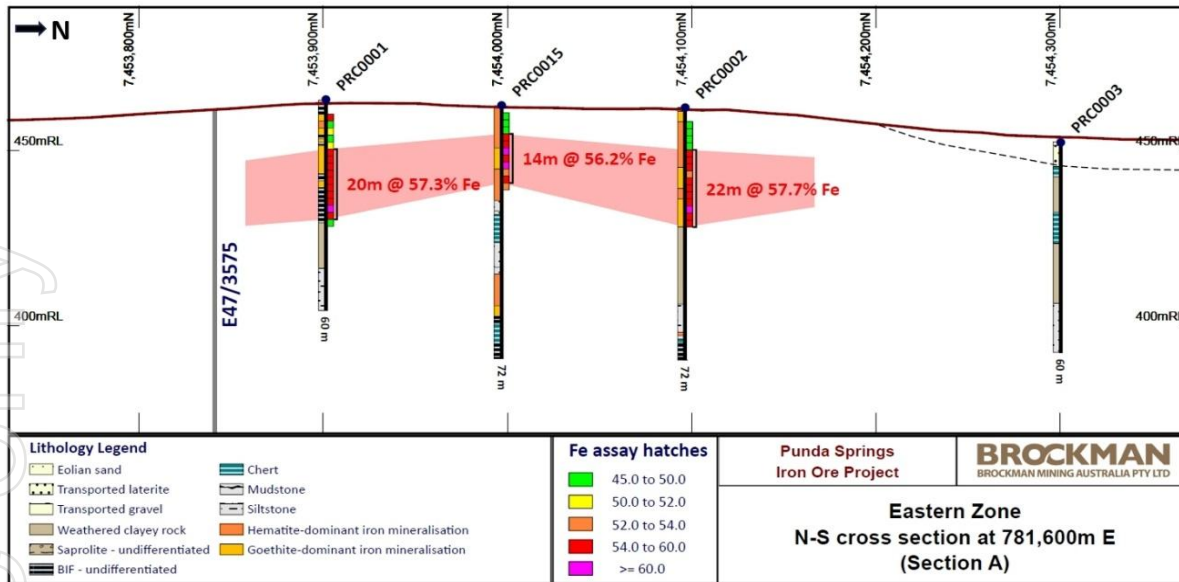 N
7,453,800mN
7,453,900mN
7,454,000mN
7,454,100mN
7,454,200mN
7,454,300mN
PRC0001
PRC0015
PRC0002
PRC0003
450mRL
450mRL
20m @ 57.3% Fe
14m @ 56.2% Fe
22m @ 57.7% Fe
E47/3575
400mRL
400mRL
60 m
72 m
72 m
60 m
Lithology Legend
Eolian sand
Transported laterite
Transported gravel
Weathered clayey rock
Saprolite - undifferentiated
BIF - undifferentiated
Chert
Mudstone
Siltstone
Hematite-dominant iron mineralisation
Goethite-dominant iron mineralisation
Fe assay hatches
45.0 to 50.0
50.0 to 52.0
52.0 to 54.0
54.0 to 60.0
>= 60.0
Punda Springs
Iron Ore Project
BROCKMAN
BROCKMAN MINING AUSTRALIA PTY LTD
Eastern Zone
N-S cross section at 781,600m E
(Section A)